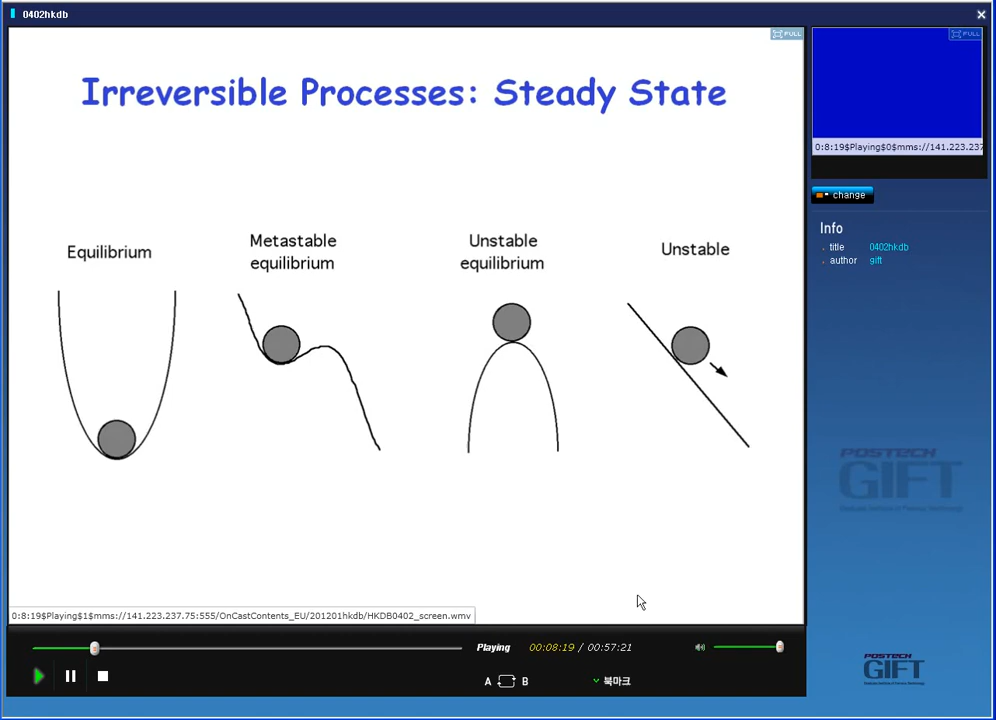 0402hkdb
FULL
Irreversible Processes: Steady State
Equilibrium
Metastable
equilibrium
Unstable
equilibrium
Unstable
0:8:19$Playing$1$mms://141.223.237.75:555/OnCastContents_EU/201201hkdb/HKDB0402_screen.wmv
Playing
00:08:19 / 00:57:21
A B
북마크
FULL
0:8:19$Playing$0$mms://141.223.237
change
Info
title 0402hkdb
author gift
POSTECH
GIFT
POSTECH
GIFT